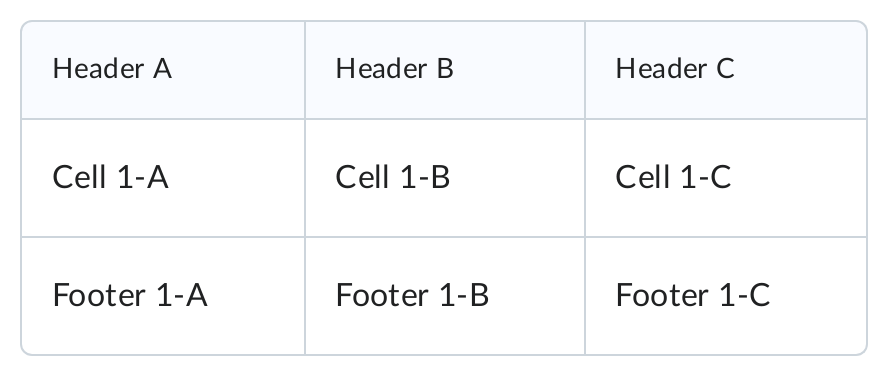 Header A Header B Header C
Cell 1-A Cell 1-B Cell 1-C
Footer 1-A Footer 1-B Footer 1-C